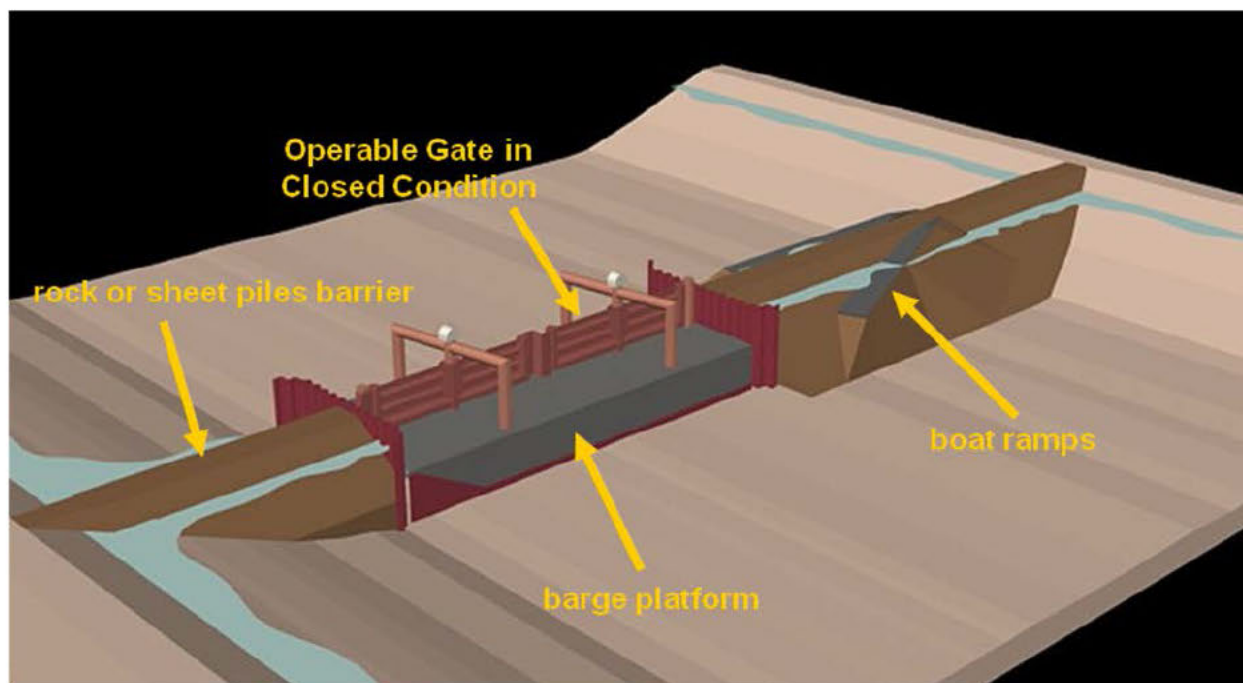 Operable Gate in
Closed Condition
rock or sheet piles barrier
boat ramps
barge platform